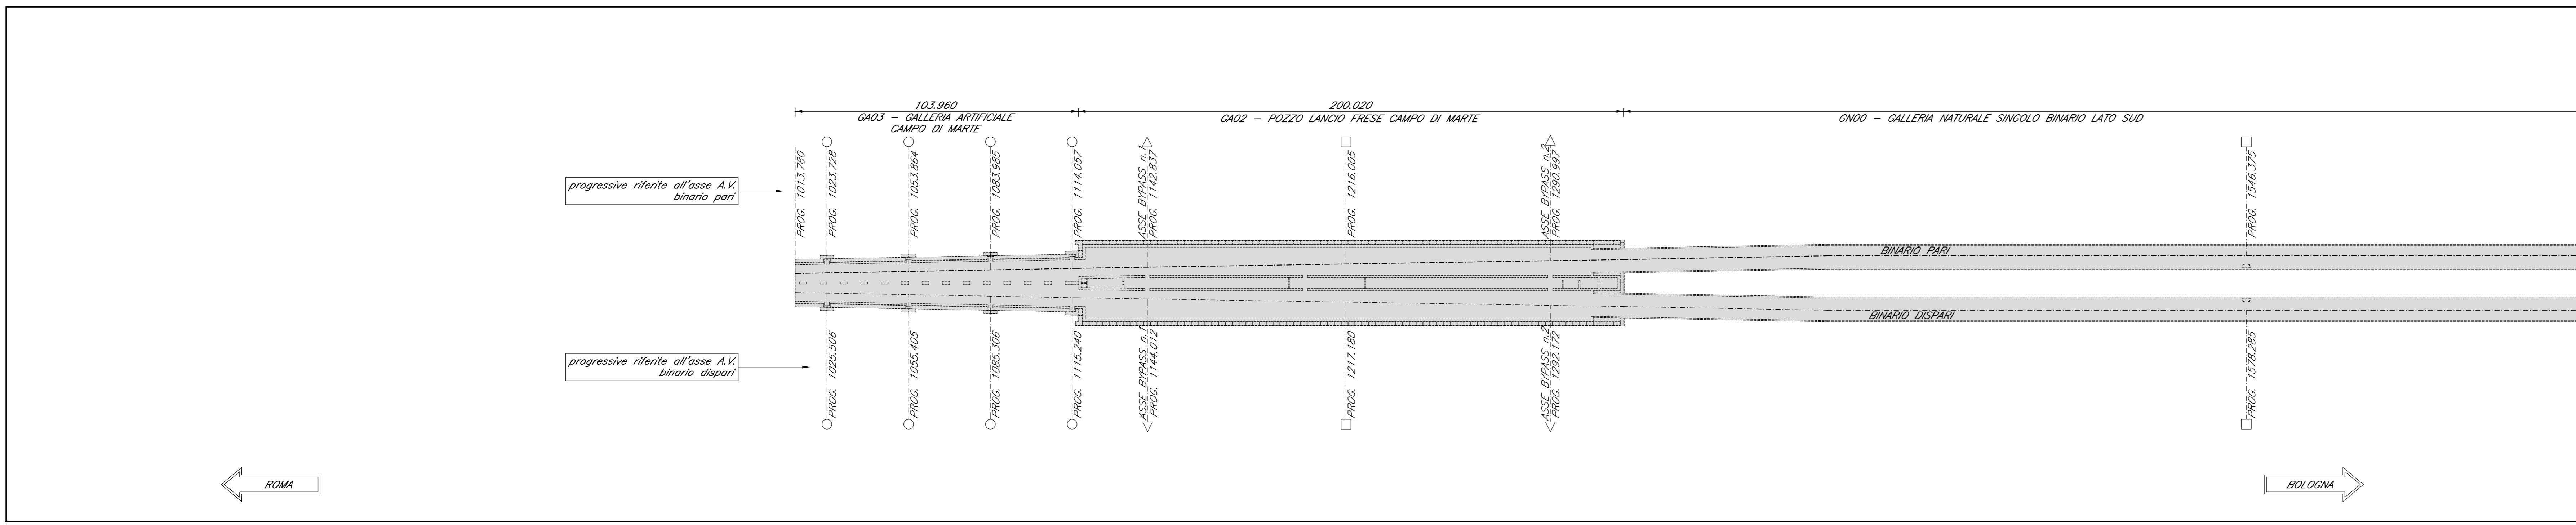 103.960
GA03 – GALLERIA ARTIFICIALE
CAMPO DI MARTE
200.020
GA02 – POZZO LANCIO FRESE CAMPO DI MARTE
GN00 – GALLERIA NATURALE SINGOLO BINARIO LATO SUD
progressive riferite all'asse A.V.
binario pari
PROG. 1013.780
PROG. 1023.728
PROG. 1053.864
PROG. 1083.985
PROG. 1114.057
ASSE BYPASS n.1
PROG. 1142.837
PROG. 1216.005
ASSE BYPASS n.2
PROG. 1290.997
PROG. 1546.375
BINARIO PARI
BINARIO DISPARI
progressive riferite all'asse A.V.
binario dispari
PROG. 1025.506
PROG. 1055.405
PROG. 1085.306
PROG. 1115.240
ASSE BYPASS n.1
PROG. 1144.012
PROG. 1217.180
ASSE BYPASS n.2
PROG. 1292.172
PROG. 1578.285
ROMA
BOLOGNA